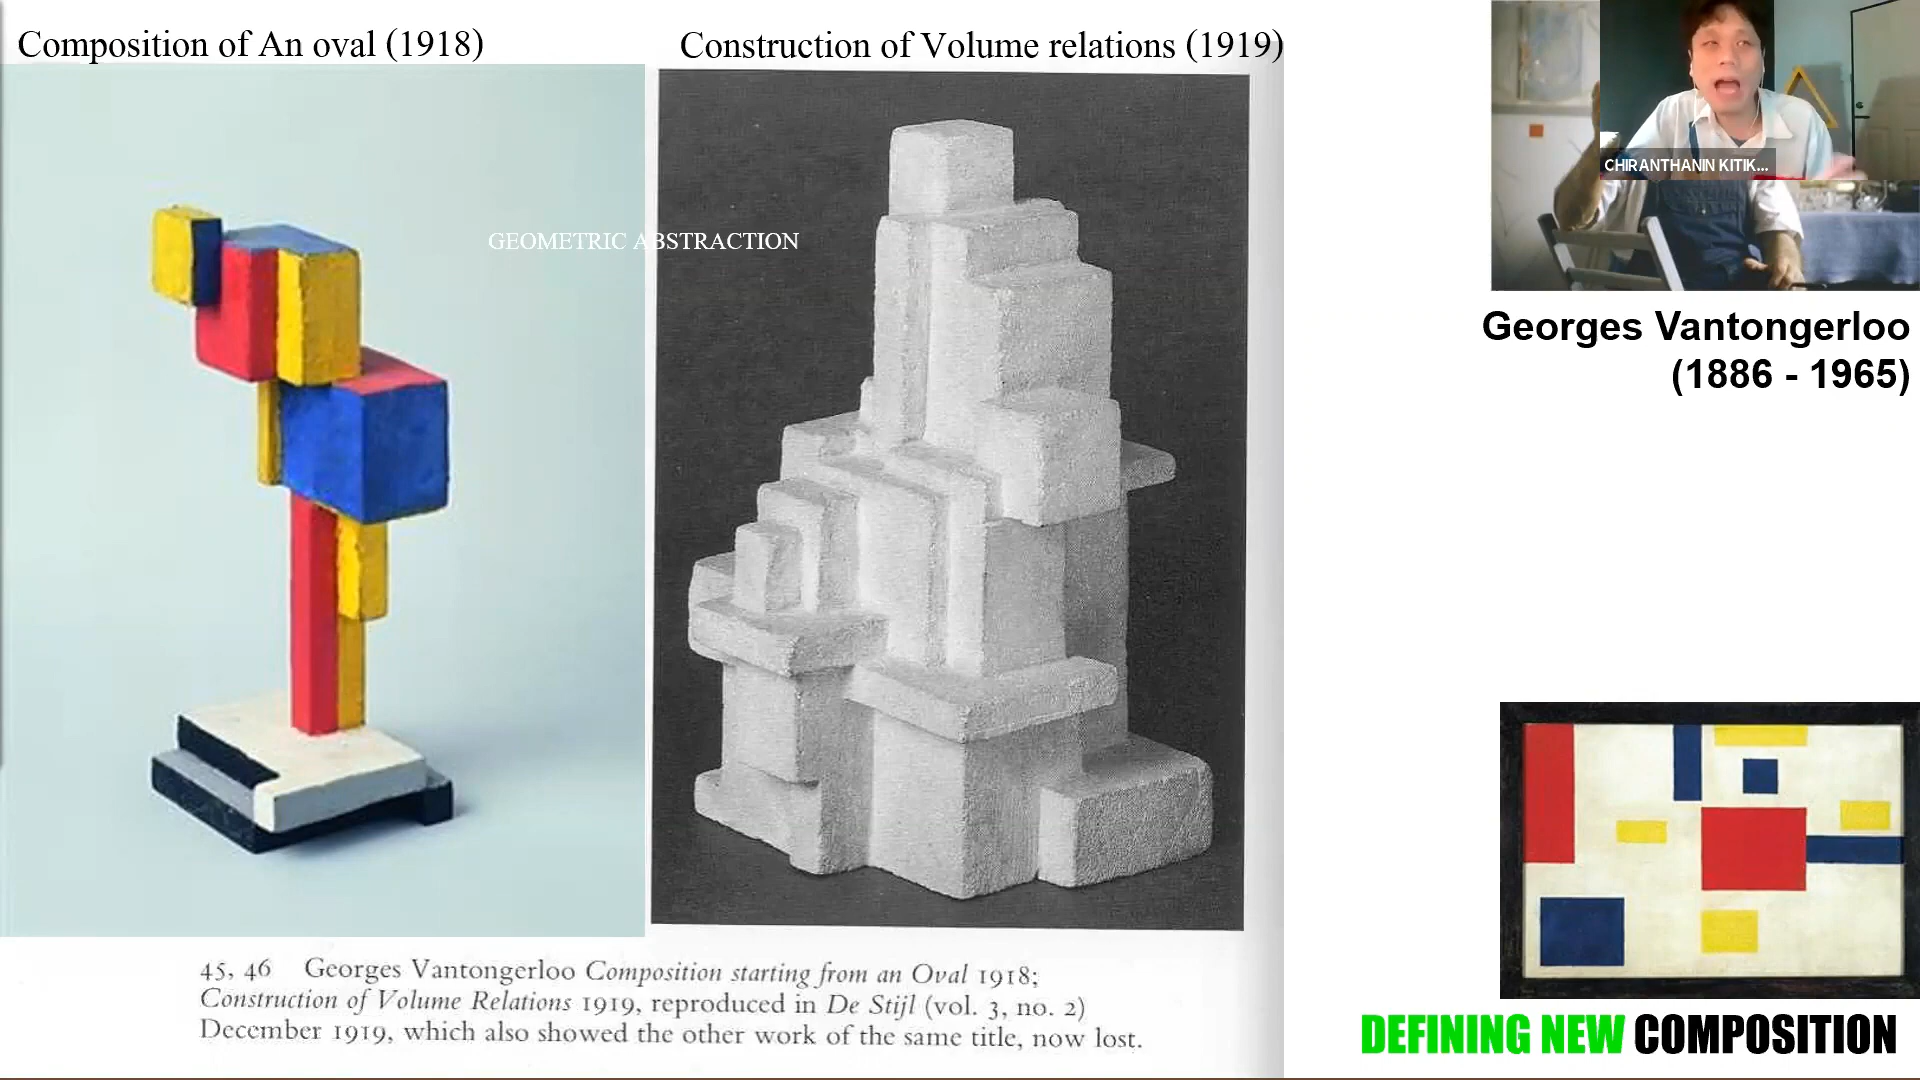 Composition of An oval (1918)
Construction of Volume relations (1919)
GEOMETRIC ABSTRACTION
CHIRANTHANIN KITIK...
Georges Vantongerloo
(1886 - 1965)
45, 46 Georges Vantongerloo Composition starting from an Oval 1918;
Construction of Volume Relations 1919, reproduced in De Stijl (vol. 3, no. 2)
December 1919, which also showed the other work of the same title, now lost.
DEFINING NEW COMPOSITION